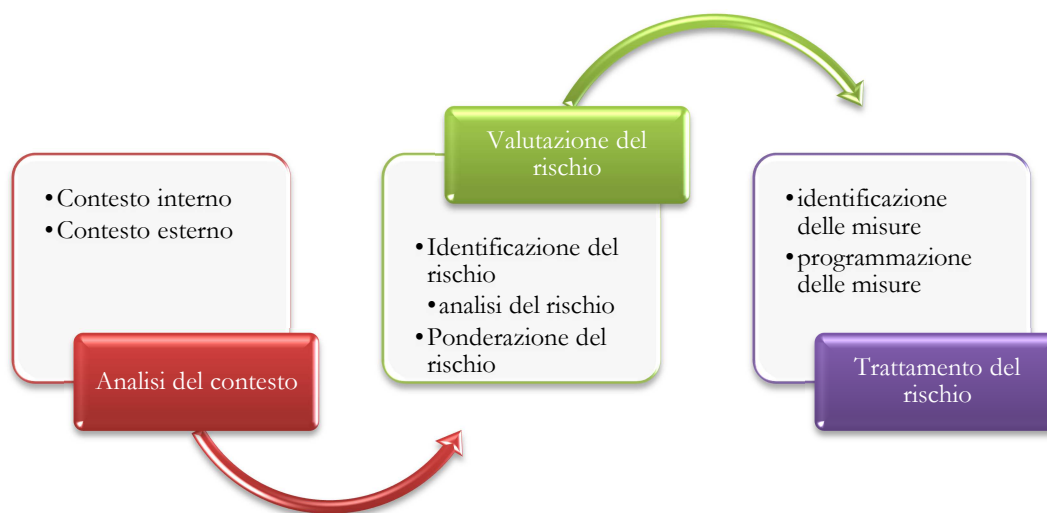 •Contesto interno
•Contesto esterno
Analisi del contesto
Valutazione del
rischio
•Identificazione del
rischio
•analisi del rischio
•Ponderazione del
rischio
•identificazione
delle misure
•programmazione
delle misure
Trattamento del
rischio